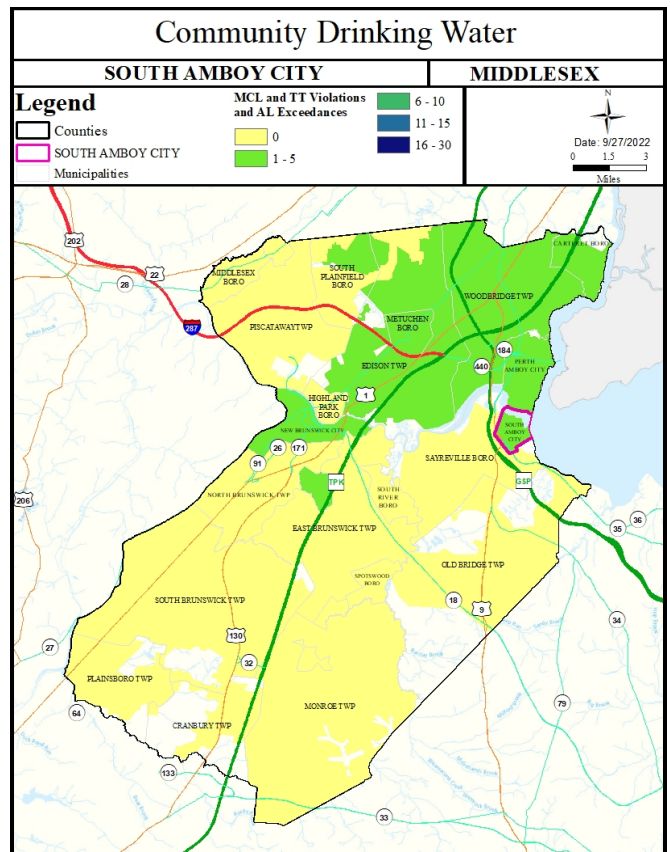 Community Drinking Water
SOUTH AMBOY CITY
MIDDLESEX
Legend
Counties
SOUTH AMBOY CITY
Municipalities
MCL and TT Violations
and AL Exceedances
0
1 - 5
6 - 10
11 - 15
16 - 30
N
Date: 9/27/2022
0 1.5 3
Miles
202
22
28
287
MIDDLESEX
BORO
SOUTH
PLAINFIELD
BORO
CARTERET BORO
WOODBRIDGE TWP
METUCHEN
BORO
PISCATAWAY TWP
EDISON TWP
184
440
PERTH
AMBOY CITY
1
HIGHLAND
PARK
BORO
NEW BRUNSWICK CITY
SOUTH
AMBOY
CITY
26
171
91
SAYREVILLE BORO
TPK
GSP
NORTH BRUNSWICK TWP
SOUTH
RIVER
BORO
206
EAST BRUNSWICK TWP
36
35
OLD BRIDGE TWP
SPOTSWOOD
BORO
18
9
SOUTH BRUNSWICK TWP
34
130
27
32
PLAINSBORO TWP
MONROE TWP
79
64
CRANBURY TWP
133
33